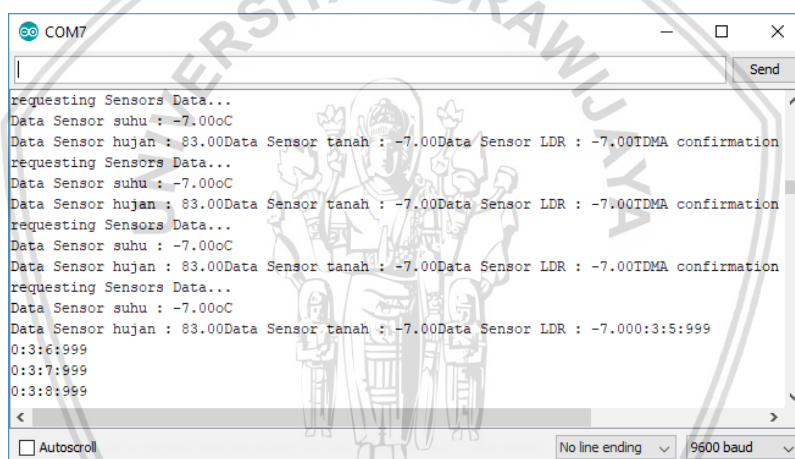 UNIVERSITAS BRAWIJAYA
COM7
Send
requesting Sensors Data...
Data Sensor suhu : -7.00oC
Data Sensor hujan : 83.00Data Sensor tanah : -7.00Data Sensor LDR : -7.00TDMA confirmation
requesting Sensors Data...
Data Sensor suhu : -7.00oC
Data Sensor hujan : 83.00Data Sensor tanah : -7.00Data Sensor LDR : -7.00TDMA confirmation
requesting Sensors Data...
Data Sensor suhu : -7.00oC
Data Sensor hujan : 83.00Data Sensor tanah : -7.00Data Sensor LDR : -7.00TDMA confirmation
requesting Sensors Data...
Data Sensor suhu : -7.00oC
Data Sensor hujan : 83.00Data Sensor tanah : -7.00Data Sensor LDR : -7.000:3:5:999
0:3:6:999
0:3:7:999
0:3:8:999
Autoscroll
No line ending
9600 baud